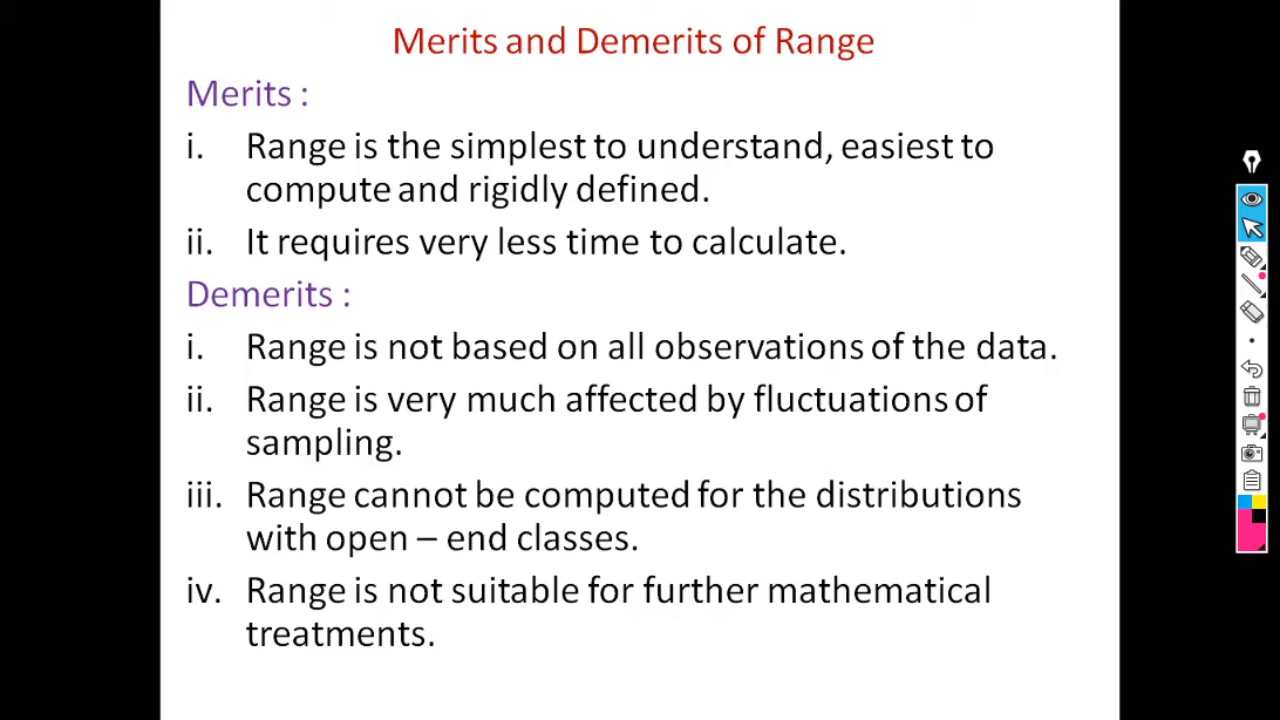 Merits and Demerits of Range
Merits :
i. Range is the simplest to understand, easiest to
compute and rigidly defined.
ii. It requires very less time to calculate.
Demerits :
i. Range is not based on all observations of the data.
ii. Range is very much affected by fluctuations of
sampling.
iii. Range cannot be computed for the distributions
with open – end classes.
iv. Range is not suitable for further mathematical
treatments.